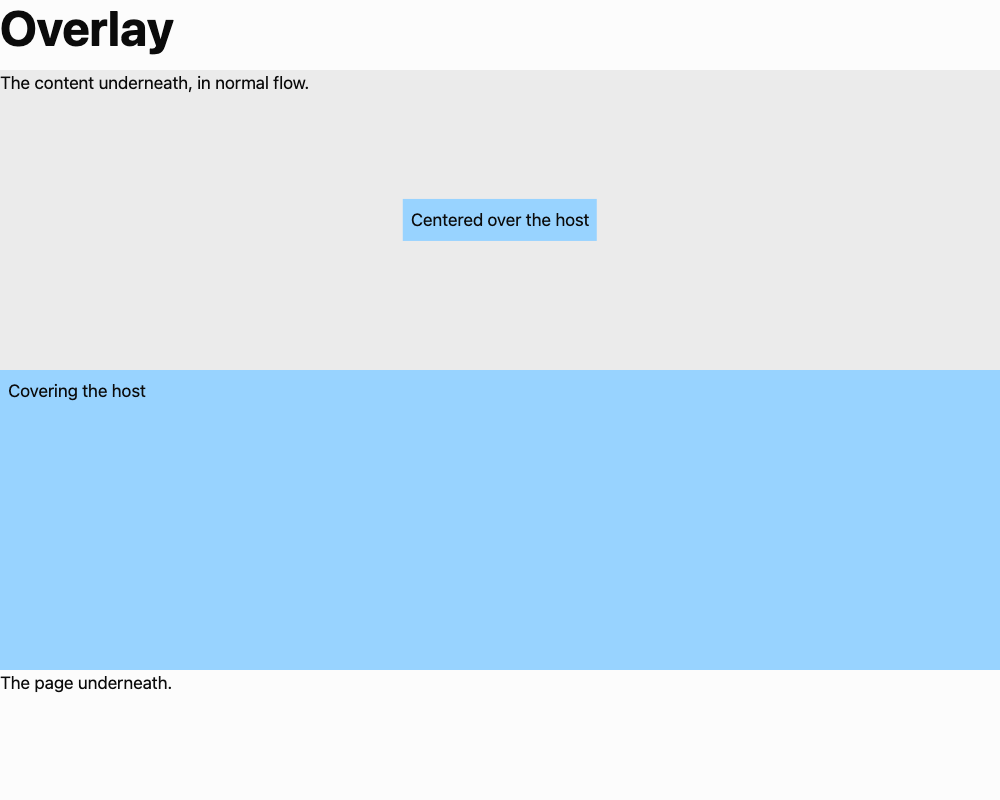 Overlay
The content underneath, in normal flow.
Centered over the host
Covering the host
The page underneath.